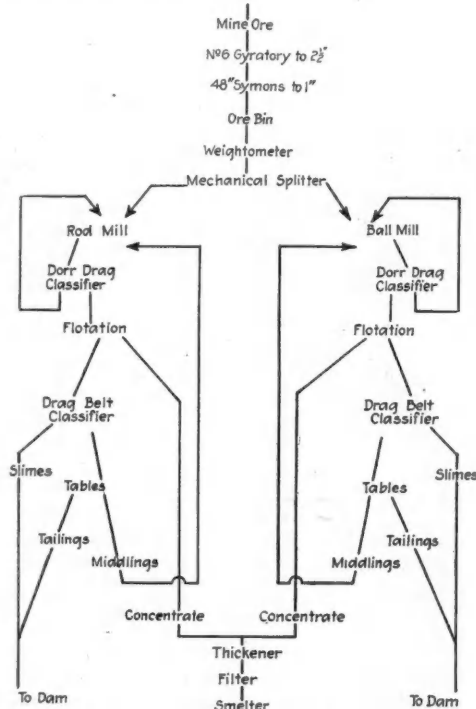 Mine Ore
Nº6 Gyratory to 2½"
48" Symons to 1"
Ore Bin
Weightometer
Mechanical Splitter
Rod Mill
Ball Mill
Dorr Drag
Classifier
Dorr Drag
Classifier
Flotation
Flotation
Drag Belt
Classifier
Drag Belt
Classifier
Slimes
Tables
Tables
Slimes
Tailings
Tailings
Middlings
Middlings
Concentrate
Concentrate
Thickener
Filter
Smelter
To Dam
To Dam